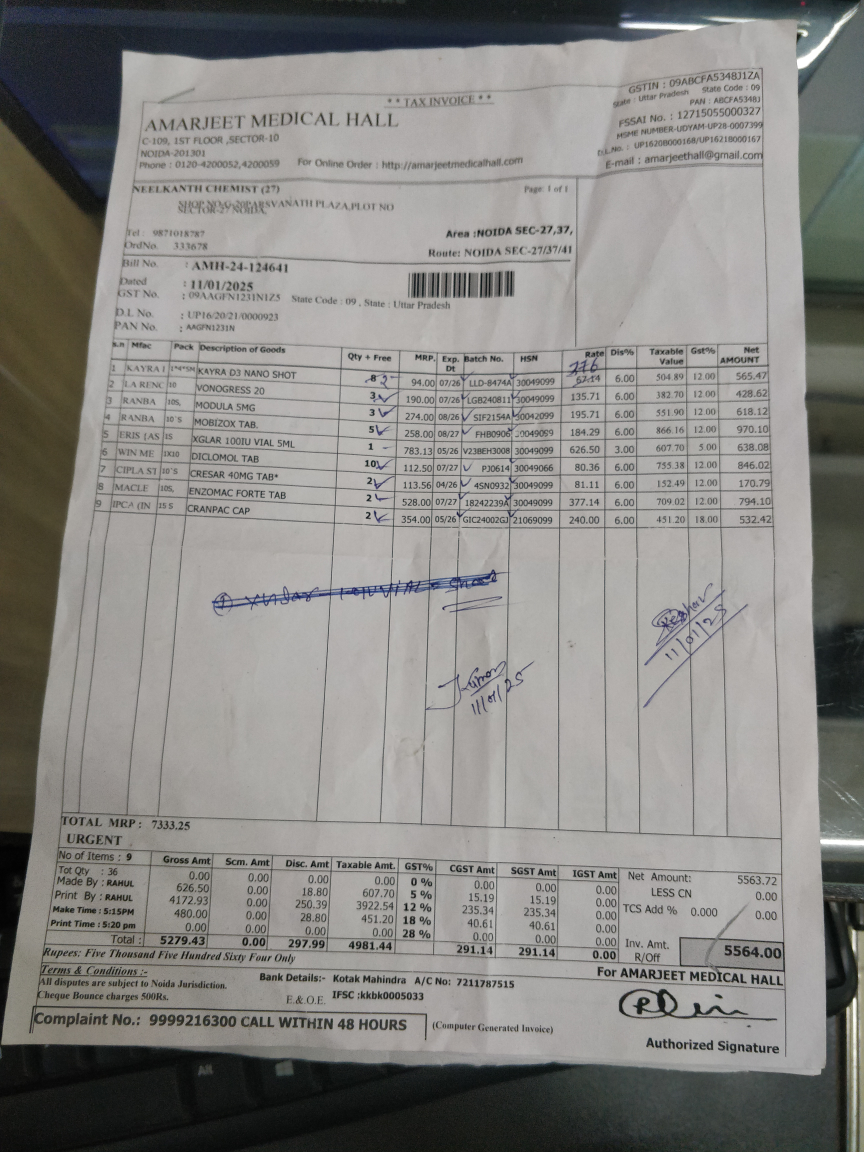 **TAX INVOICE**
GSTIN : 09ABCFA5348J1ZA
State : Uttar Pradesh State Code : 09
PAN : ABCFA5348J
FSSAI No. : 12715055000327
MSME NUMBER-UDYAM-UP28-0007399
D.L.No. : UP1620B000168/UP1621B000167
E-mail : amarjeethall@gmail.com
AMARJEET MEDICAL HALL
C-109, 1ST FLOOR ,SECTOR-10
NOIDA-201301
Phone : 0120-4200052,4200059 For Online Order : http://amarjeetmedicalhall.com
NEELKANTH CHEMIST (27) Page: 1 of 1
PLAZA,PLOT NO
SECTOR-27 NOIDA,
Tel : 9871018787 Area :NOIDA SEC-27,37,
OrdNo. 333678 Route: NOIDA SEC-27/37/41
Bill No. : AMH-24-124641
Dated : 11/01/2025
GST No. : 09AAGFN1231N1Z5 State Code : 09 , State : Uttar Pradesh
D.L No. : UP16/20/21/0000923
PAN No. : AAGFN1231N
s.n Mfac Pack Description of Goods Qty + Free MRP. Exp. Dt Batch No. HSN Rate Dis% Taxable Value Gst% Net AMOUNT
1 KAYRA 1*4*5M KAYRA D3 NANO SHOT 8 94.00 07/26 LLD-8474A 30049099 67.14 6.00 504.89 12.00 565.47
2 LA RENC 10 VONOGRESS 20 3 190.00 07/26 LGB240811 30049099 135.71 6.00 382.70 12.00 428.62
3 RANBA 10S, MODULA 5MG 3 274.00 08/26 SIF2154A 30042099 195.71 6.00 551.90 12.00 618.12
4 RANBA 10`S MOBIZOX TAB. 5 258.00 08/27 FHB0906 30049099 184.29 6.00 866.16 12.00 970.10
5 ERIS {AS 1S XGLAR 100IU VIAL 5ML 1 783.13 05/26 V23BEH3008 30049099 626.50 3.00 607.70 5.00 638.08
6 WIN ME 1X10 DICLOMOL TAB 10 112.50 07/27 PJ0614 30049066 80.36 6.00 755.38 12.00 846.02
7 CIPLA ST 10`S CRESAR 40MG TAB* 2 113.56 04/26 4SN0932 30049099 81.11 6.00 152.49 12.00 170.79
8 MACLE 10S, ENZOMAC FORTE TAB 2 528.00 07/27 18242239A 30049099 377.14 6.00 709.02 12.00 794.10
9 IPCA (IN 15 S CRANPAC CAP 2 354.00 05/26 GIC24002GJ 21069099 240.00 6.00 451.20 18.00 532.42
11/01/25
11/01/25
TOTAL MRP : 7333.25
URGENT
No of Items : 9 Gross Amt Scm. Amt Disc. Amt Taxable Amt. GST% CGST Amt SGST Amt IGST Amt Net Amount: 5563.72
Tot Qty : 36 0.00 0.00 0.00 0.00 0 % 0.00 0.00 0.00 LESS CN 0.00
Made By : RAHUL 626.50 0.00 18.80 607.70 5 % 15.19 15.19 0.00 TCS Add % 0.000 0.00
Print By : RAHUL 4172.93 0.00 250.39 3922.54 12 % 235.34 235.34 0.00
Make Time : 5:15PM 480.00 0.00 28.80 451.20 18 % 40.61 40.61 0.00
Print Time : 5:20 pm 0.00 0.00 0.00 0.00 28 % 0.00 0.00 0.00 Inv. Amt. R/Off 5564.00
Total : 5279.43 0.00 297.99 4981.44 291.14 291.14 0.00
Rupees: Five Thousand Five Hundred Sixty Four Only For AMARJEET MEDICAL HALL
Terms & Conditions :-
All disputes are subject to Noida Jurisdiction. Bank Details:- Kotak Mahindra A/C No: 7211787515
Cheque Bounce charges 500Rs. E.&.O.E. IFSC :kkbk0005033
Complaint No.: 9999216300 CALL WITHIN 48 HOURS (Computer Generated Invoice)
Authorized Signature